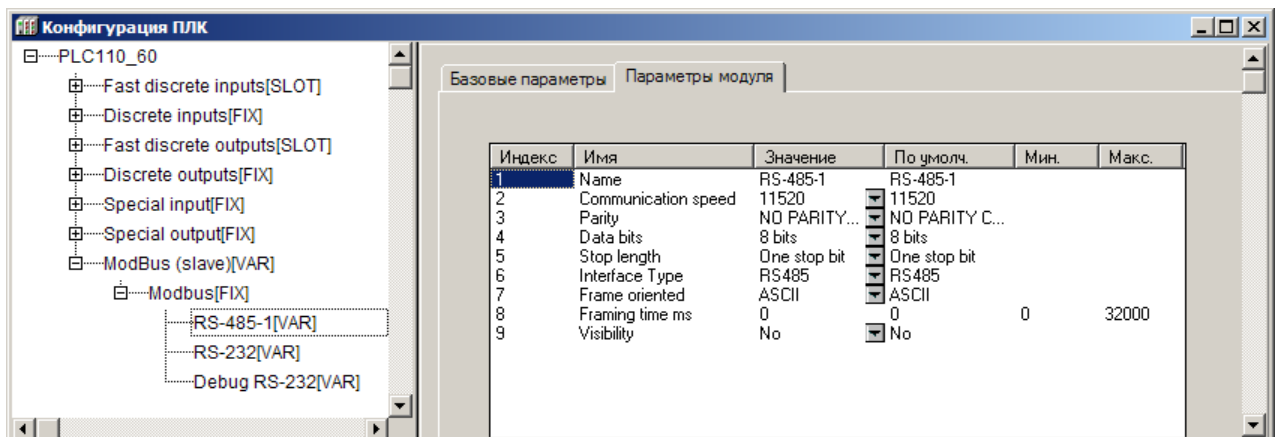 Конфигурация ПЛК
PLC110_60
Fast discrete inputs[SLOT]
Discrete inputs[FIX]
Fast discrete outputs[SLOT]
Discrete outputs[FIX]
Special input[FIX]
Special output[FIX]
ModBus (slave)[VAR]
Modbus[FIX]
RS-485-1[VAR]
RS-232[VAR]
Debug RS-232[VAR]
Базовые параметры Параметры модуля
Индекс Имя Значение По умолч. Мин. Макс.
1 Name RS-485-1 RS-485-1
2 Communication speed 11520 11520
3 Parity NO PARITY... NO PARITY C...
4 Data bits 8 bits 8 bits
5 Stop length One stop bit One stop bit
6 Interface Type RS485 RS485
7 Frame oriented ASCII ASCII
8 Framing time ms 0 0 0 32000
9 Visibility No No